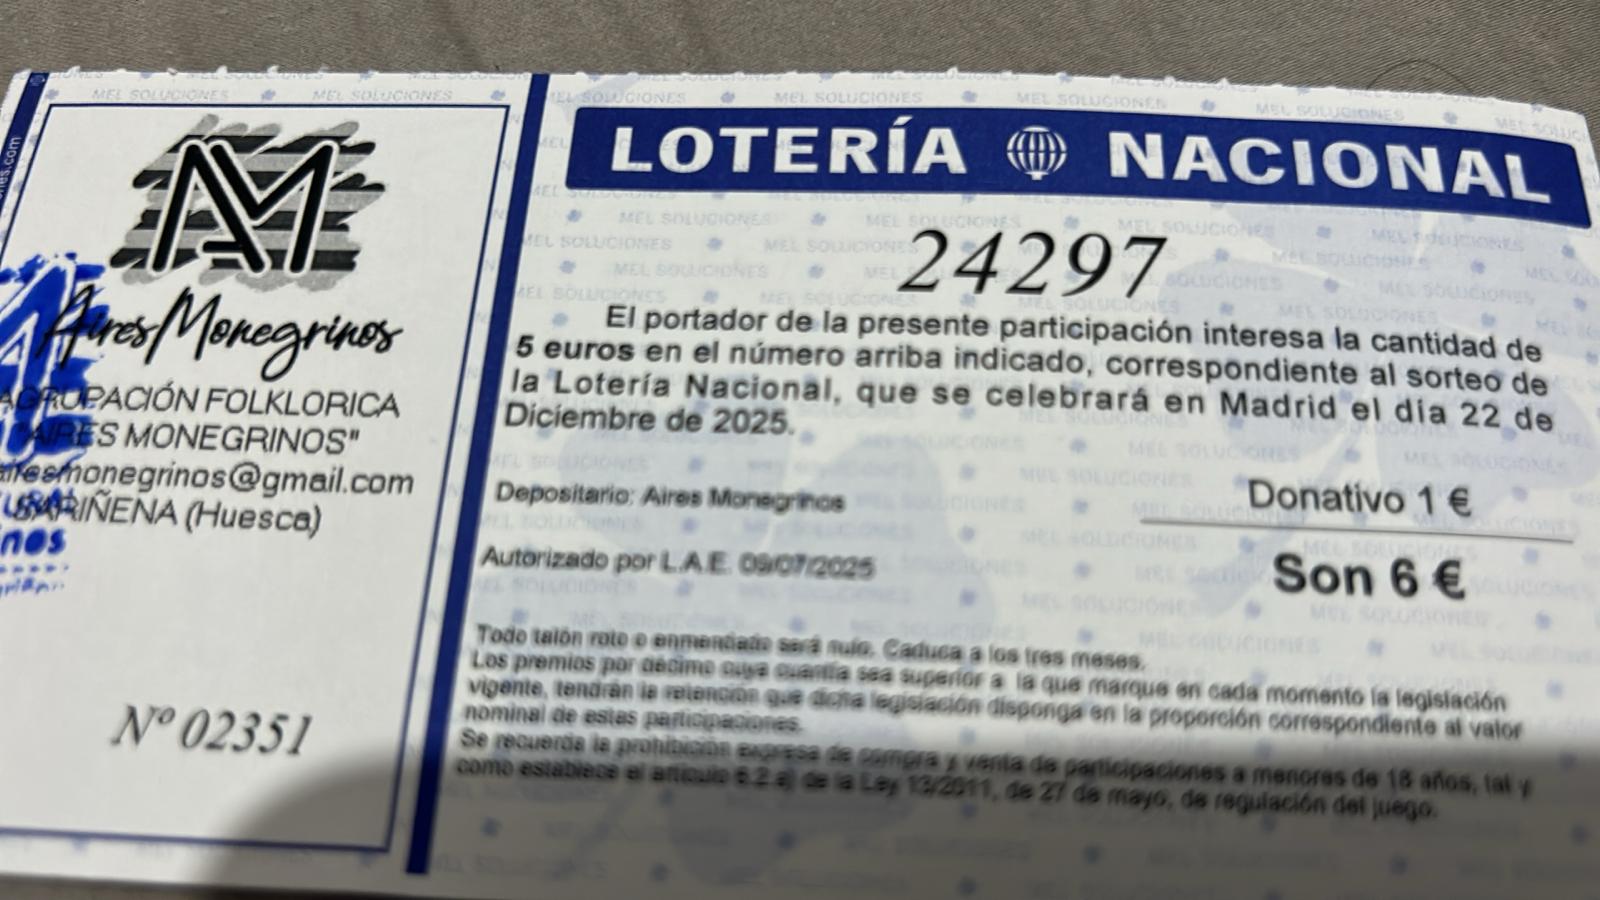 AM
Aires Monegrinos
AGRUPACIÓN FOLKLORICA
"AIRES MONEGRINOS"
airesmonegrinos@gmail.com
SARIÑENA (Huesca)
Nº 02351
LOTERÍA NACIONAL
24297
El portador de la presente participación interesa la cantidad de
5 euros en el número arriba indicado, correspondiente al sorteo de
la Lotería Nacional, que se celebrará en Madrid el día 22 de
Diciembre de 2025.
Depositario: Aires Monegrinos
Donativo 1 €
Autorizado por L.A.E. 09/07/2025
Son 6 €
Todo talón roto o enmendado será nulo. Caduca a los tres meses.
Los premios por décimo cuya cuantía sea superior a la que marque en cada momento la legislación
vigente, tendrán la retención que dicha legislación disponga en la proporción correspondiente al valor
nominal de estas participaciones.
Se recuerda la prohibición expresa de compra y venta de participaciones a menores de 18 años, tal y
como establece el artículo 6.2 a) de la Ley 13/2011, de 27 de mayo, de regulación del juego.
MEL SOLUCIONES